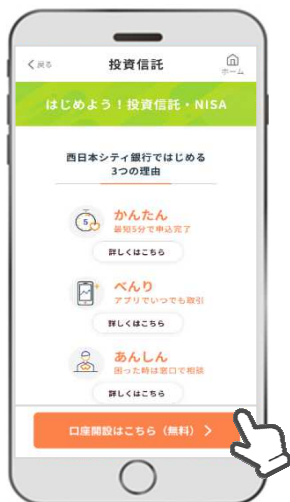 戻る
投資信託
ホーム
はじめよう！投資信託・NISA
西日本シティ銀行ではじめる
3つの理由
5
かんたん
最短5分で申込完了
詳しくはこちら
べんり
アプリでいつでも取引
詳しくはこちら
あんしん
困った時は窓口で相談
詳しくはこちら
口座開設はこちら（無料）